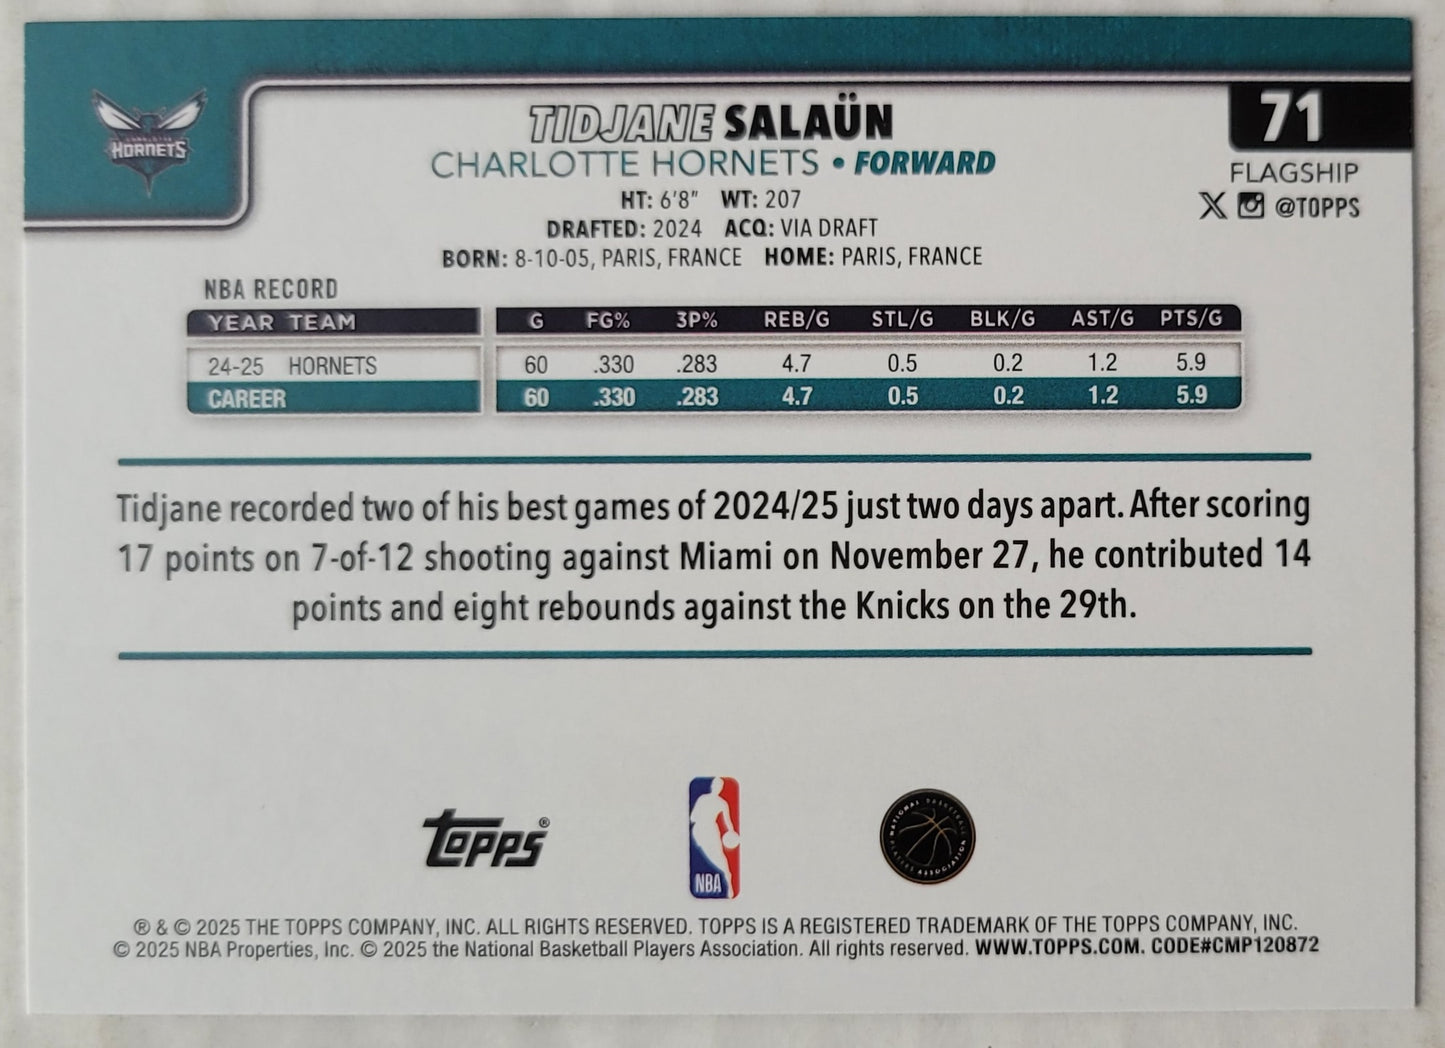 HORNETS
TIDJANE SALAÜN
CHARLOTTE HORNETS • FORWARD
HT: 6'8" WT: 207
DRAFTED: 2024 ACQ: VIA DRAFT
BORN: 8-10-05, PARIS, FRANCE HOME: PARIS, FRANCE
71
FLAGSHIP
X @TOPPS
NBA RECORD
YEAR TEAM G FG% 3P% REB/G STL/G BLK/G AST/G PTS/G
24-25 HORNETS 60 .330 .283 4.7 0.5 0.2 1.2 5.9
CAREER 60 .330 .283 4.7 0.5 0.2 1.2 5.9
Tidjane recorded two of his best games of 2024/25 just two days apart. After scoring
17 points on 7-of-12 shooting against Miami on November 27, he contributed 14
points and eight rebounds against the Knicks on the 29th.
TOPPS®
NBA
NATIONAL BASKETBALL PLAYERS ASSOCIATION
® & © 2025 THE TOPPS COMPANY, INC. ALL RIGHTS RESERVED. TOPPS IS A REGISTERED TRADEMARK OF THE TOPPS COMPANY, INC.
© 2025 NBA Properties, Inc. © 2025 the National Basketball Players Association. All rights reserved. WWW.TOPPS.COM. CODE#CMP120872